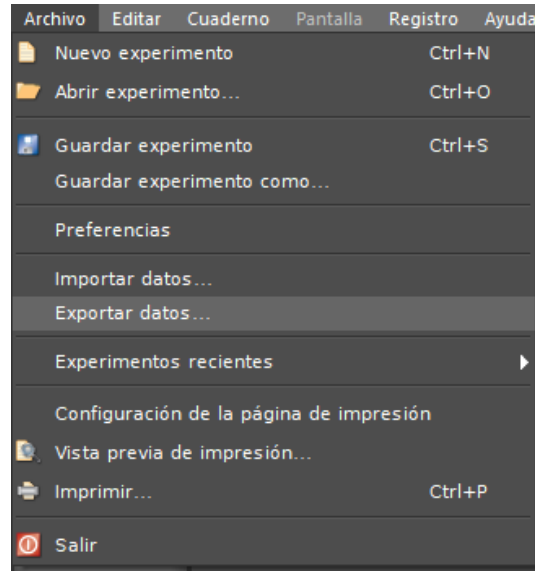 Archivo Editar Cuaderno Pantalla Registro Ayuda
Nuevo experimento Ctrl+N
Abrir experimento... Ctrl+O
Guardar experimento Ctrl+S
Guardar experimento como...
Preferencias
Importar datos...
Exportar datos...
Experimentos recientes
Configuración de la página de impresión
Vista previa de impresión...
Imprimir... Ctrl+P
Salir